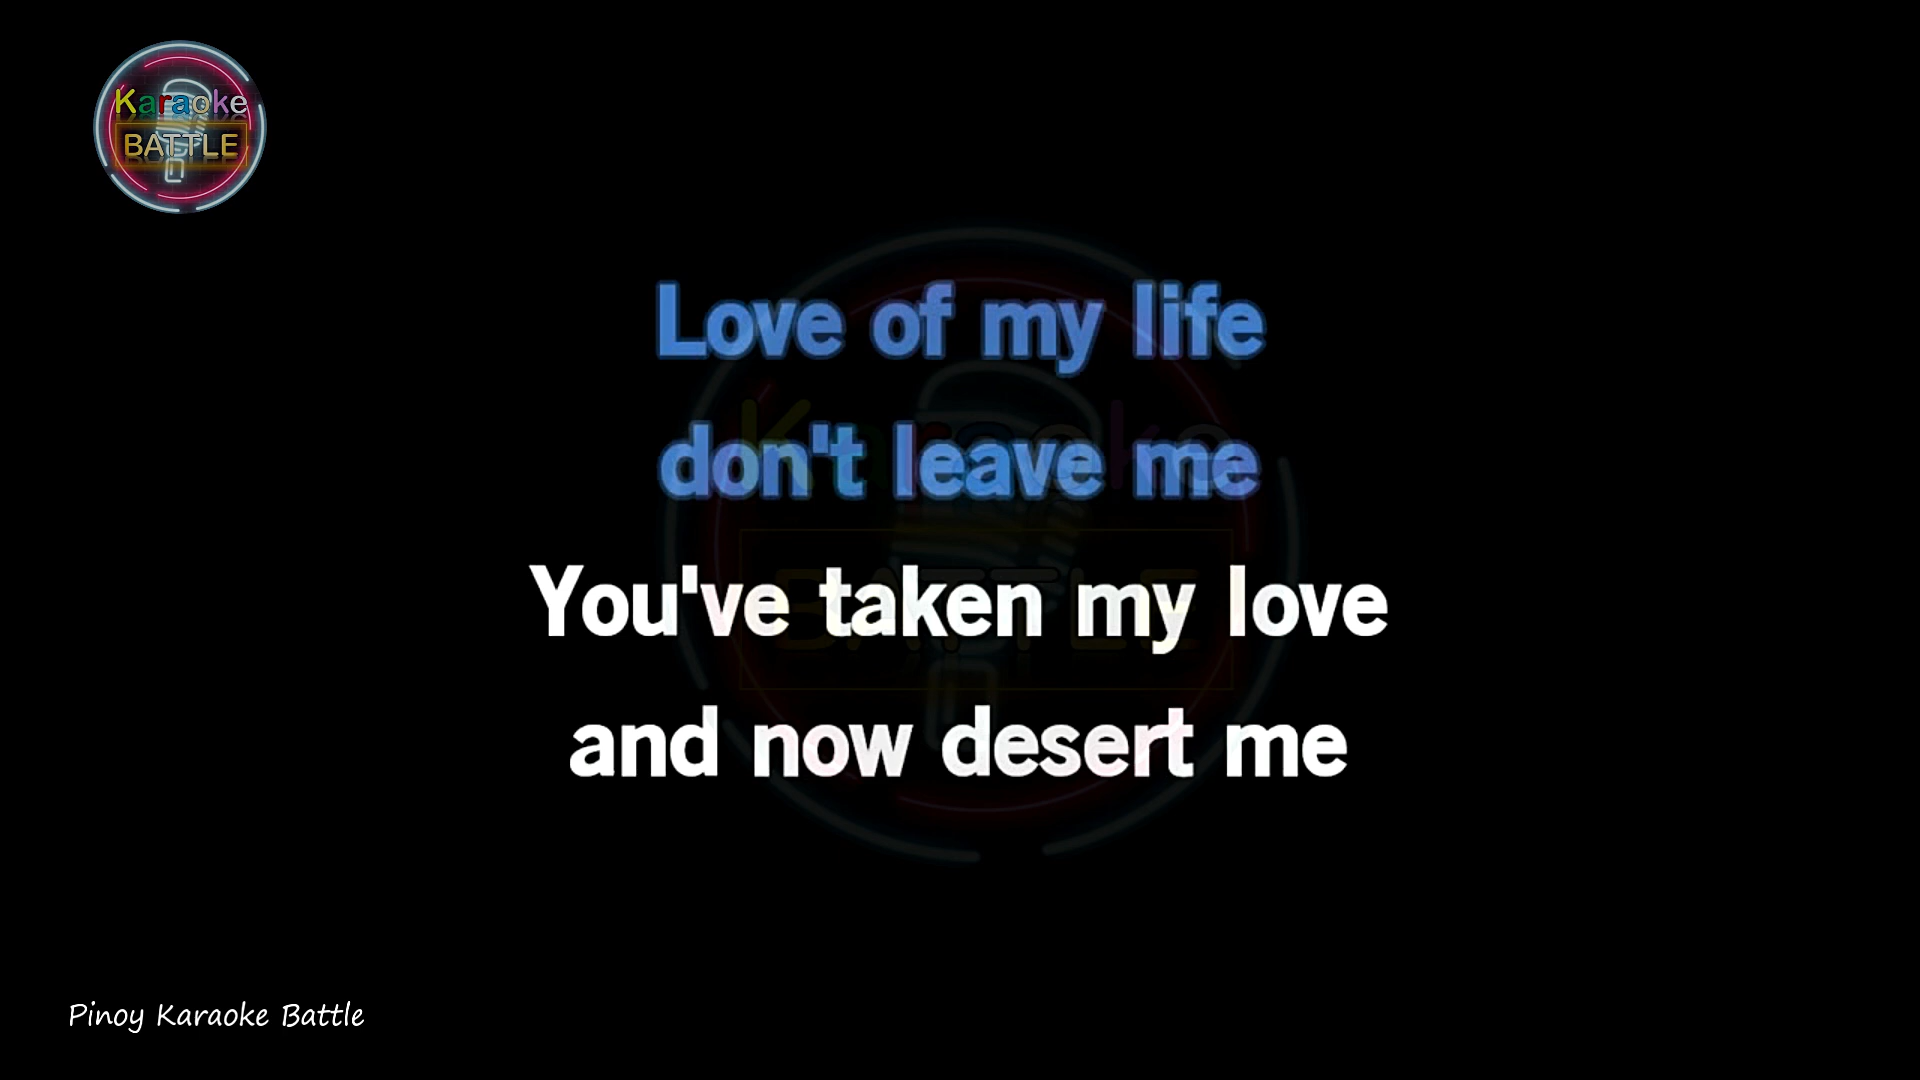 Karaoke
BATTLE
Love of my life
don't leave me
You've taken my love
and now desert me
Pinoy Karaoke Battle